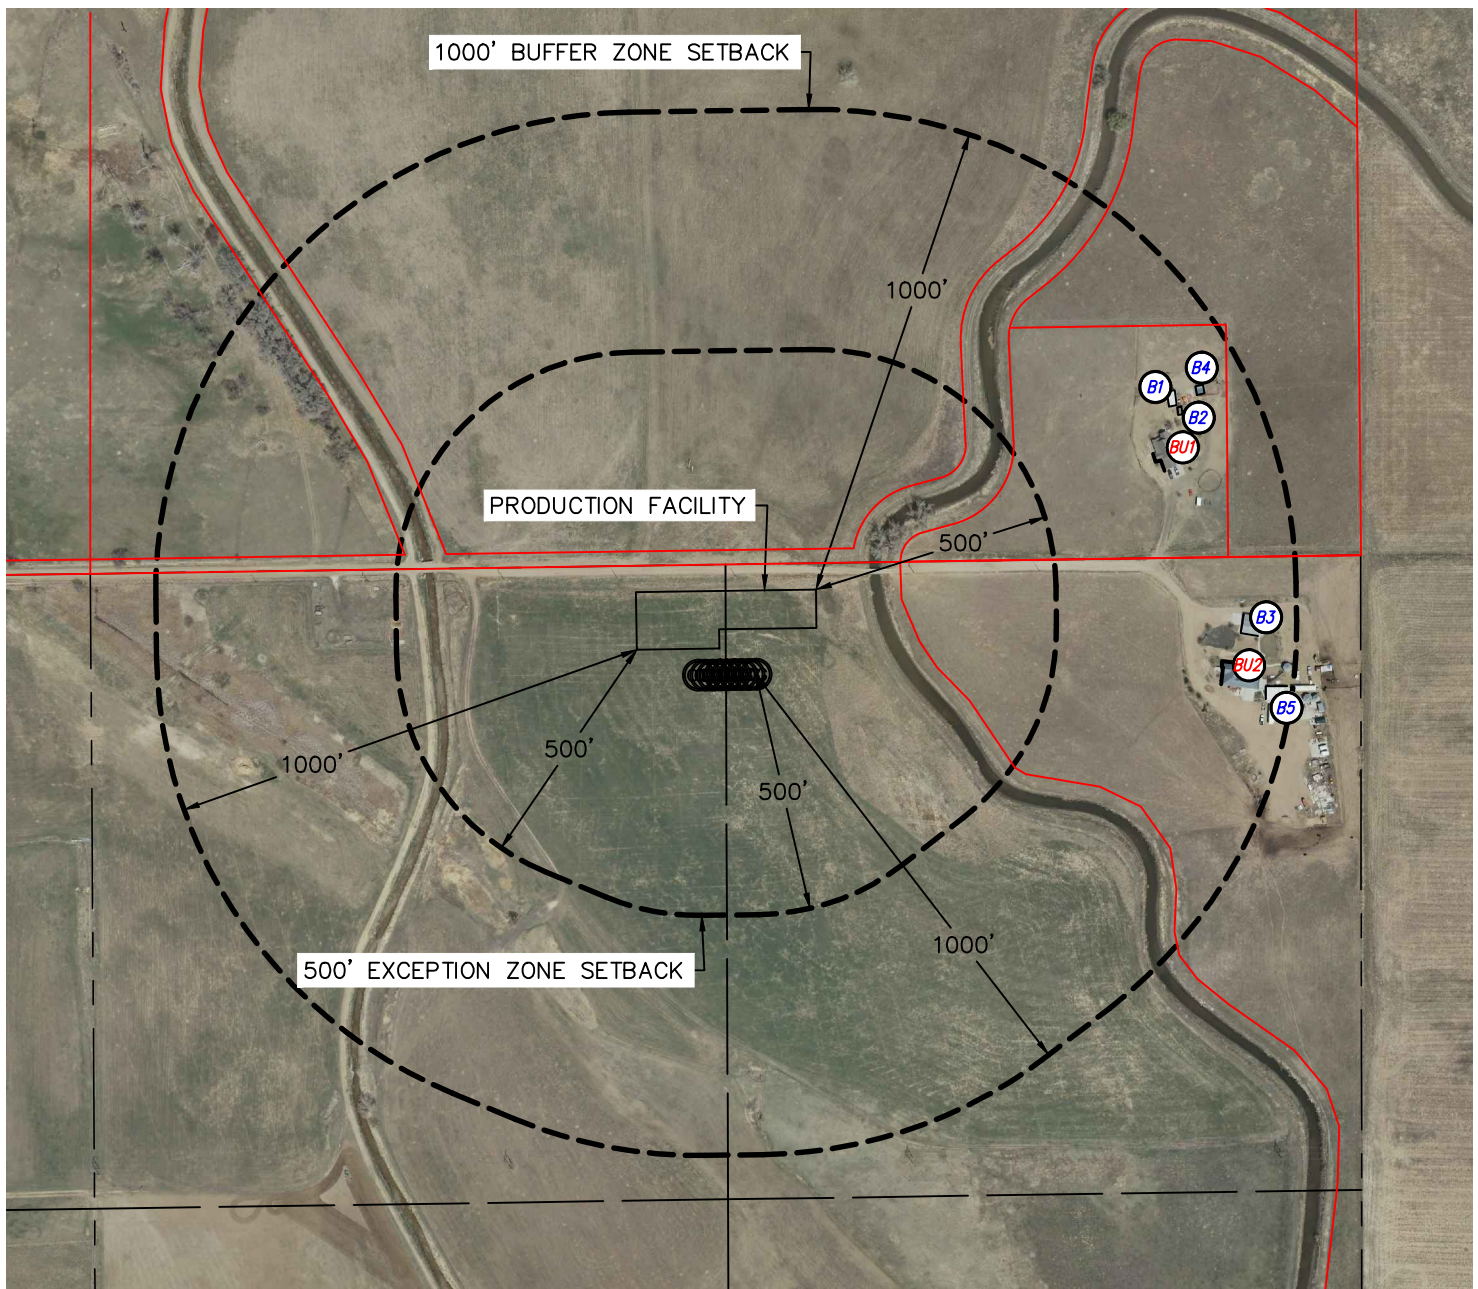 1000' BUFFER ZONE SETBACK
1000'
B4
B1
B2
BU1
PRODUCTION FACILITY
500'
B3
BU2
B5
500'
1000'
500'
1000'
500' EXCEPTION ZONE SETBACK